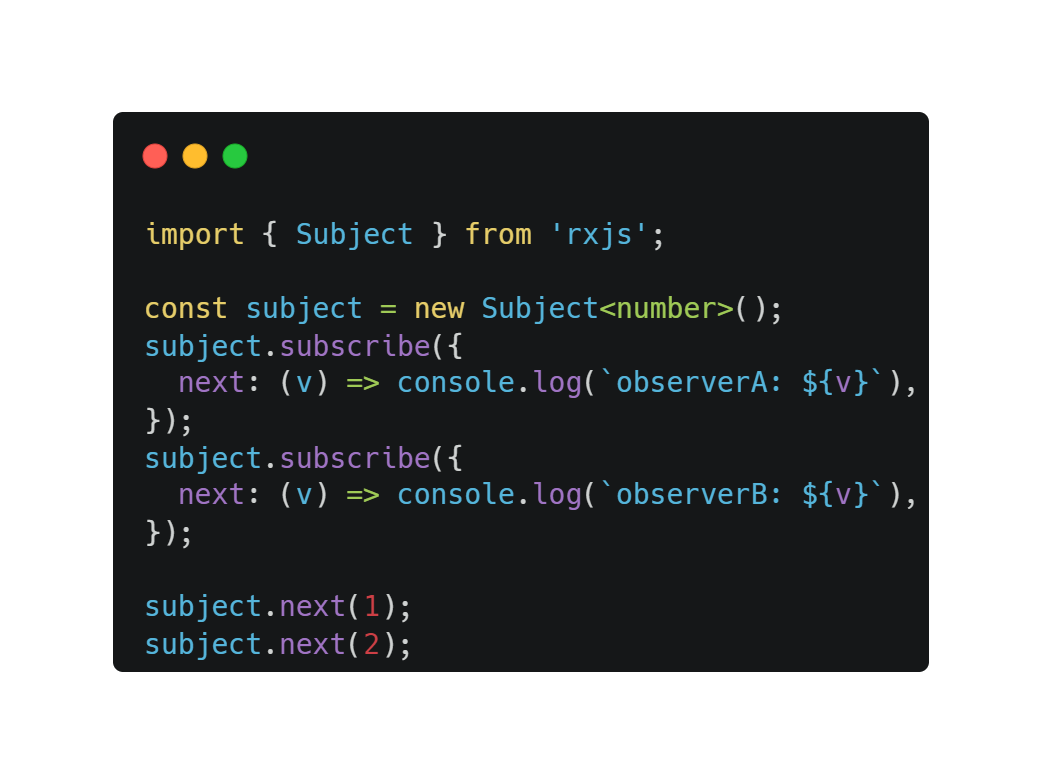 import { Subject } from 'rxjs';

const subject = new Subject<number>();
subject.subscribe({
  next: (v) => console.log(`observerA: ${v}`),
});
subject.subscribe({
  next: (v) => console.log(`observerB: ${v}`),
});

subject.next(1);
subject.next(2);